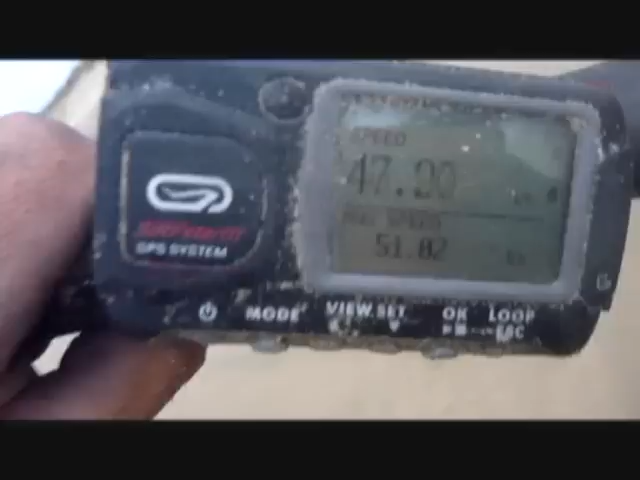 GPS SYSTEM
SPEED
47.20
MAX SPEED
51.82
MODE VIEW.SET OK LOOP
ESC